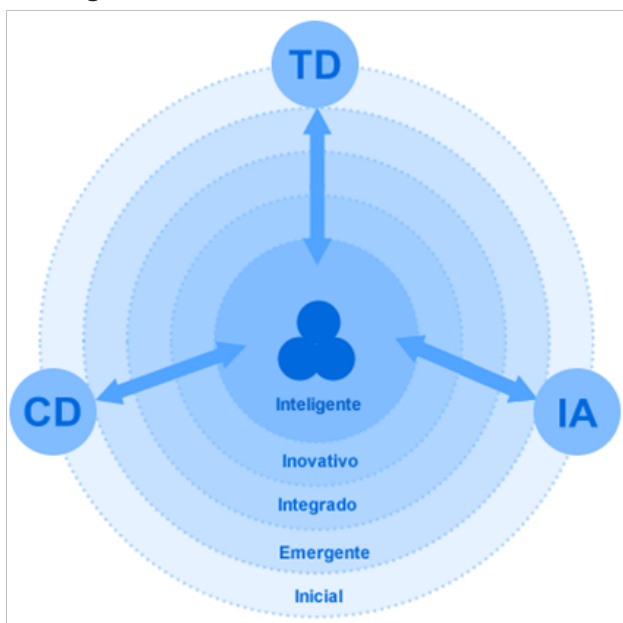 TD
CD
IA
Inteligente
Inovativo
Integrado
Emergente
Inicial